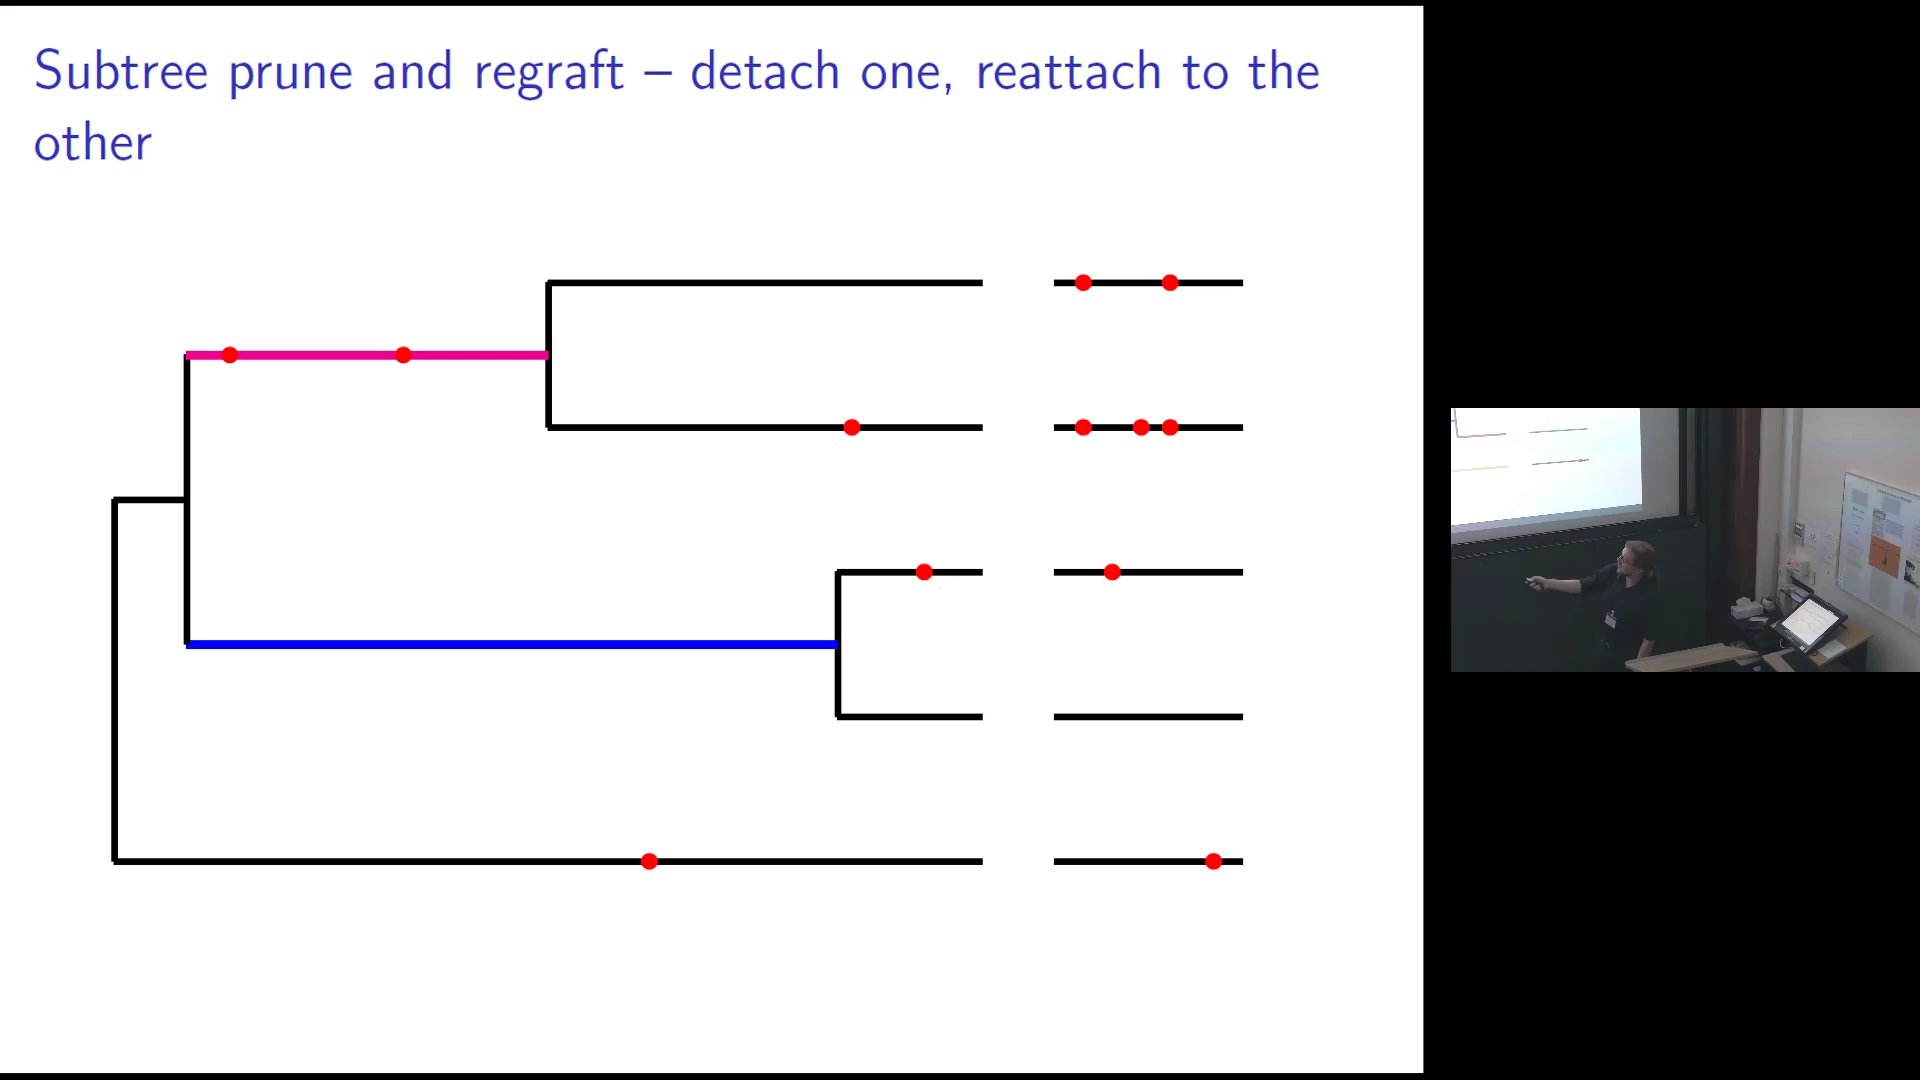 Subtree prune and regraft – detach one, reattach to the
other